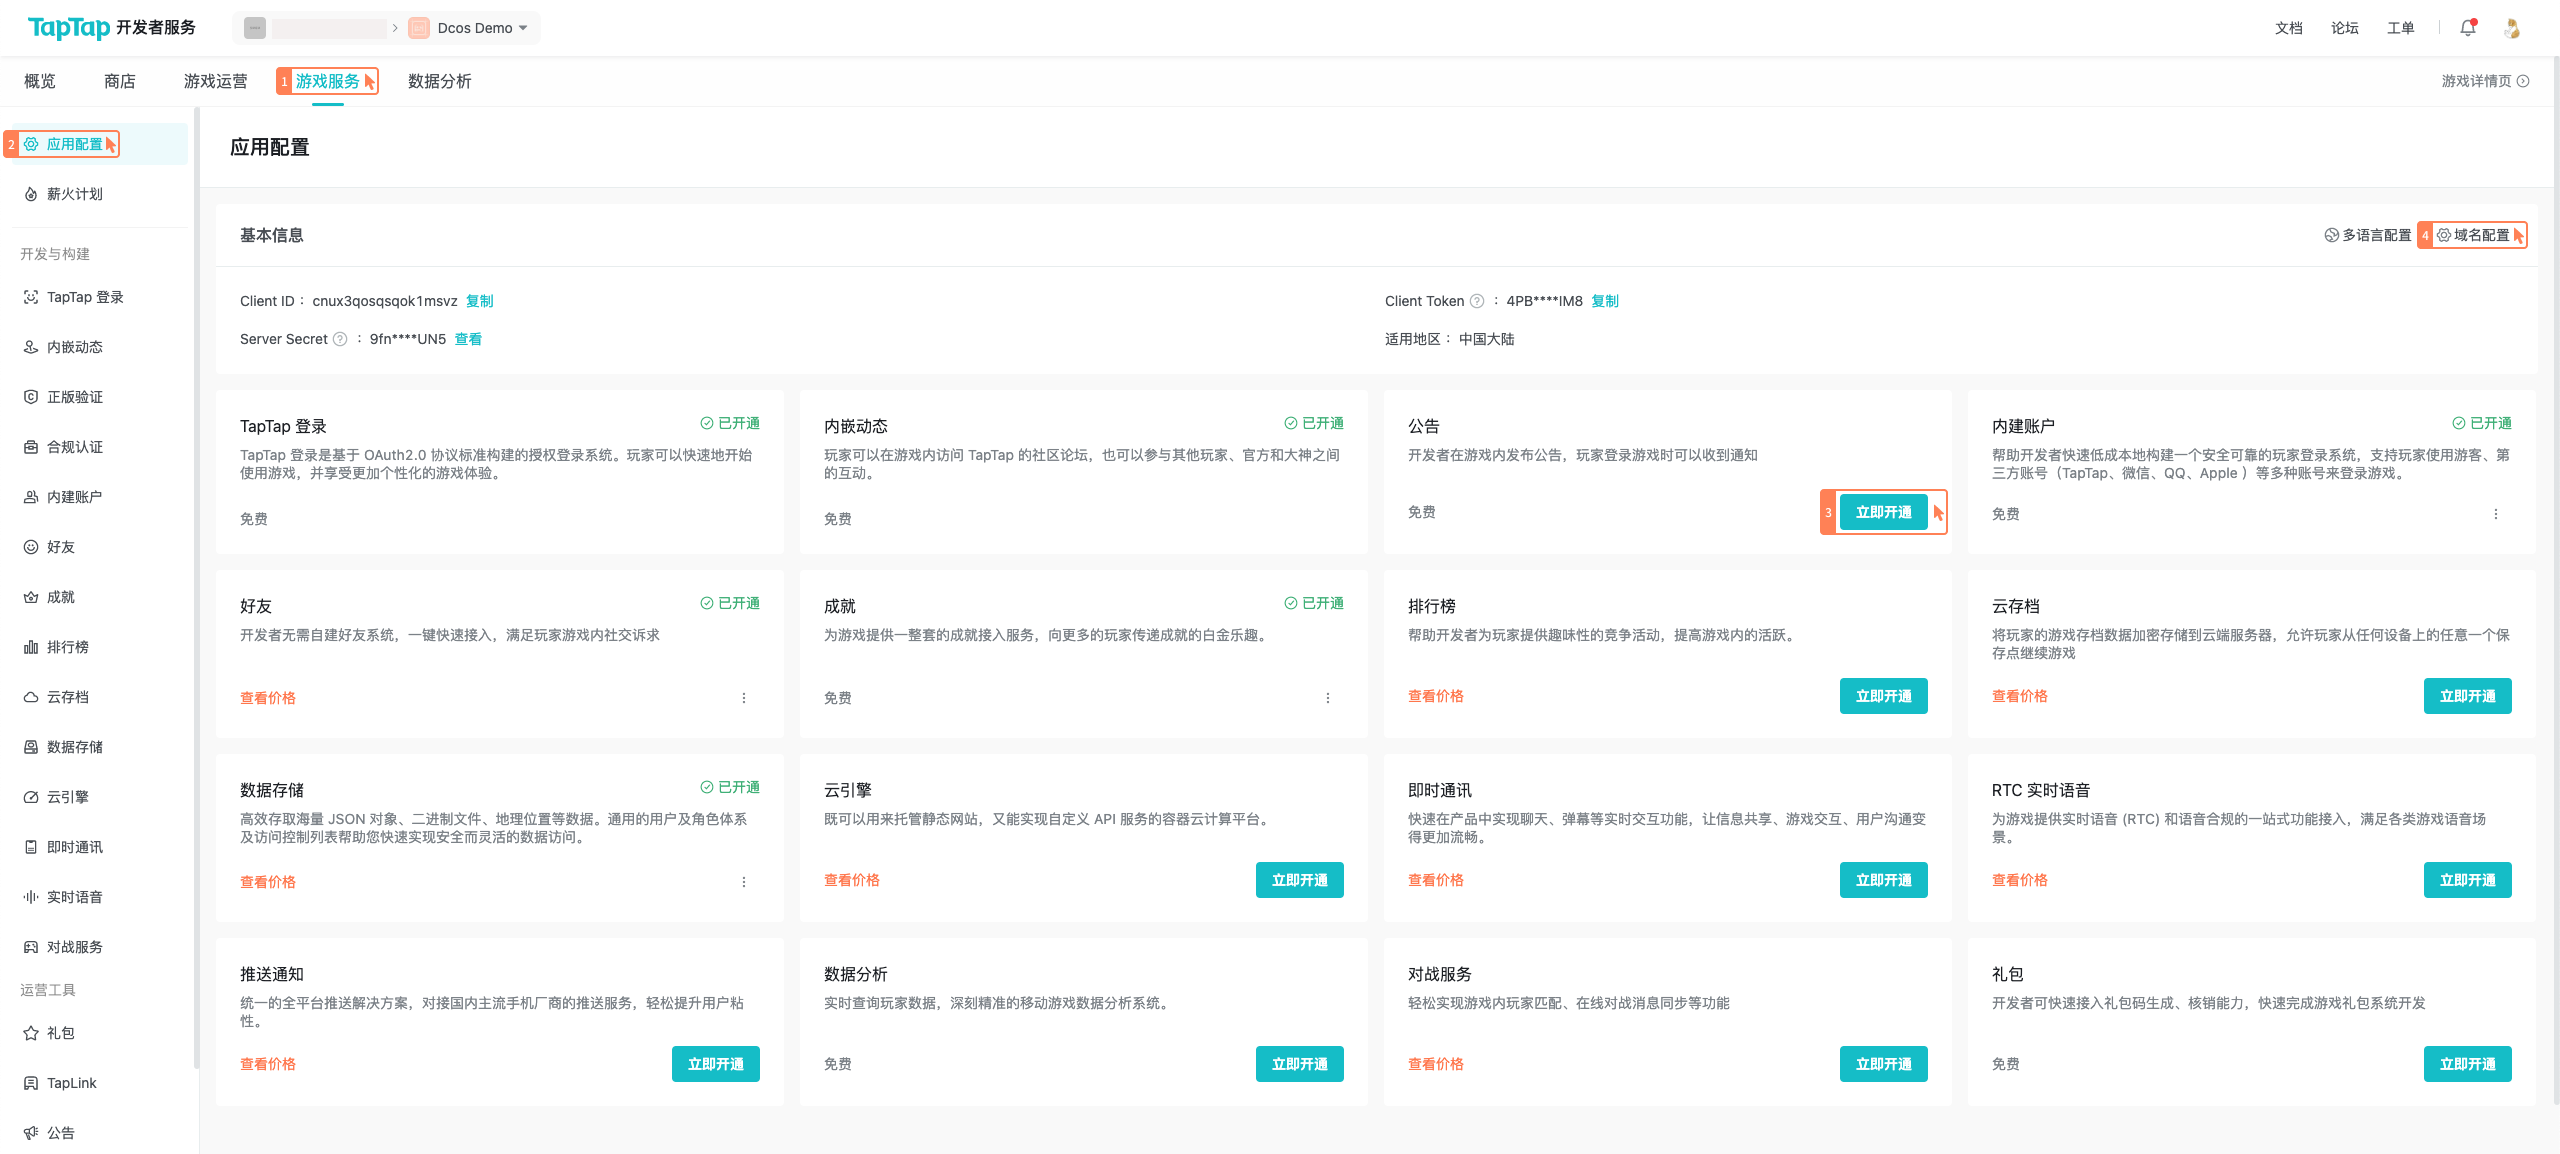 TapTap 开发者服务
Dcos Demo
文档 论坛 工单
概览 商店 游戏运营 1 游戏服务 数据分析 游戏详情页
2 应用配置
薪火计划
开发与构建
TapTap 登录
内嵌动态
正版验证
合规认证
内建账户
好友
成就
排行榜
云存档
数据存储
云引擎
即时通讯
实时语音
对战服务
运营工具
礼包
TapLink
公告
应用配置
基本信息
多语言配置 4 域名配置
Client ID： cnux3qosqsqok1msvz 复制
Client Token ： 4PB****IM8 复制
Server Secret ： 9fn****UN5 查看
适用地区： 中国大陆
TapTap 登录
已开通
TapTap 登录是基于 OAuth2.0 协议标准构建的授权登录系统。玩家可以快速地开始
使用游戏，并享受更加个性化的游戏体验。
免费
内嵌动态
已开通
玩家可以在游戏内访问 TapTap 的社区论坛，也可以参与其他玩家、官方和大神之间
的互动。
免费
公告
开发者在游戏内发布公告，玩家登录游戏时可以收到通知
免费
3 立即开通
内建账户
已开通
帮助开发者快速低成本地构建一个安全可靠的玩家登录系统，支持玩家使用游客、第
三方账号（TapTap、微信、QQ、Apple ）等多种账号来登录游戏。
免费
好友
已开通
开发者无需自建好友系统，一键快速接入，满足玩家游戏内社交诉求
查看价格
成就
已开通
为游戏提供一整套的成就接入服务，向更多的玩家传递成就的白金乐趣。
免费
排行榜
帮助开发者为玩家提供趣味性的竞争活动，提高游戏内的活跃。
查看价格
立即开通
云存档
将玩家的游戏存档数据加密存储到云端服务器，允许玩家从任何设备上的任意一个保
存点继续游戏
查看价格
立即开通
数据存储
已开通
高效存取海量 JSON 对象、二进制文件、地理位置等数据。通用的用户及角色体系
及访问控制列表帮助您快速实现安全而灵活的数据访问。
查看价格
云引擎
既可以用来托管静态网站，又能实现自定义 API 服务的容器云计算平台。
查看价格
立即开通
即时通讯
快速在产品中实现聊天、弹幕等实时交互功能，让信息共享、游戏交互、用户沟通变
得更加流畅。
查看价格
立即开通
RTC 实时语音
为游戏提供实时语音 (RTC) 和语音合规的一站式功能接入，满足各类游戏语音场
景。
查看价格
立即开通
推送通知
统一的全平台推送解决方案，对接国内主流手机厂商的推送服务，轻松提升用户粘
性。
查看价格
立即开通
数据分析
实时查询玩家数据，深刻精准的移动游戏数据分析系统。
免费
立即开通
对战服务
轻松实现游戏内玩家匹配、在线对战消息同步等功能
查看价格
立即开通
礼包
开发者可快速接入礼包码生成、核销能力，快速完成游戏礼包系统开发
免费
立即开通